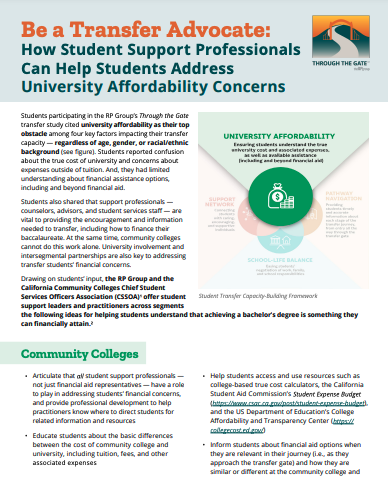 Be a Transfer Advocate:
How Student Support Professionals
Can Help Students Address
University Affordability Concerns
THROUGH THE GATE
Students participating in the RP Group's Through the Gate
transfer study cited university affordability as their top
obstacle among four key factors impacting their transfer
capacity — regardless of age, gender, or racial/ethnic
background (see figure). Students reported confusion
about the true cost of university and concerns about
expenses outside of tuition. And, they had limited
understanding about financial assistance options,
including and beyond financial aid.
Students also shared that support professionals —
counselors, advisors, and student services staff — are
vital to providing the encouragement and information
needed to transfer, including how to finance their
baccalaureate. At the same time, community colleges
cannot do this work alone. University involvement and
intersegmental partnerships are also key to addressing
transfer students' financial concerns.
Drawing on students' input, the RP Group and the
California Community Colleges Chief Student
Services Officers Association (CSSOA)¹ offer student
support leaders and practitioners across segments
the following ideas for helping students understand that achieving a bachelor's degree is something they
can financially attain.²
UNIVERSITY AFFORDABILITY
Ensuring students understand the true
university cost and associated expenses,
as well as available assistance
(including and beyond financial aid)
SUPPORT
NETWORK
PATHWAY
NAVIGATION
SCHOOL-LIFE BALANCE
Student Transfer Capacity-Building Framework
Community Colleges
• Articulate that all student support professionals —
not just financial aid representatives — have a role
to play in addressing students' financial concerns,
and provide professional development to help
practitioners know where to direct students for
related information and resources
• Educate students about the basic differences
between the cost of community college and
university, including tuition, fees, and other
associated expenses
• Help students access and use resources such as
college-based true cost calculators, the California
Student Aid Commission's Student Expense Budget
(https://www.csac.ca.gov/post/student-expense-budget),
and the US Department of Education's College
Affordability and Transparency Center (https://
collegecost.ed.gov/)
• Inform students about financial aid options when
they are relevant in their journey (i.e., as they
approach the transfer gate) and how they are
similar or different at the community college and